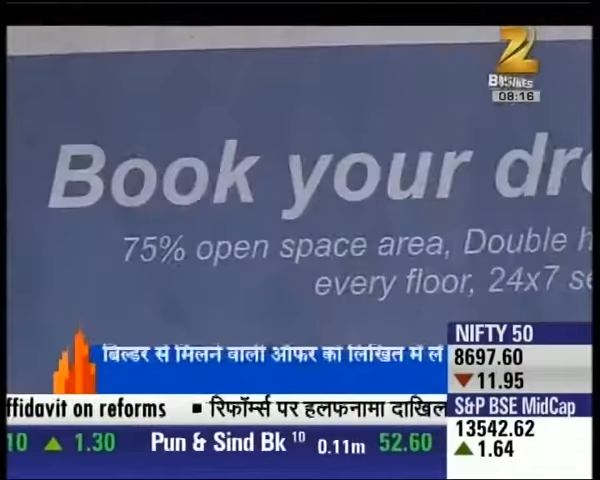 BUSINESS
08:16
Book your dre
75% open space area, Double h
every floor, 24x7 se
बिल्डर से मिलने वाली ऑफर को लिखित में लें
NIFTY 50
8697.60
▼11.95
ffidavit on reforms ■ रिफॉर्म्स पर हलफनामा दाखिल
S&P BSE MidCap
13542.62
▲1.64
10 ▲ 1.30 Pun & Sind Bk 10 0.11m 52.60